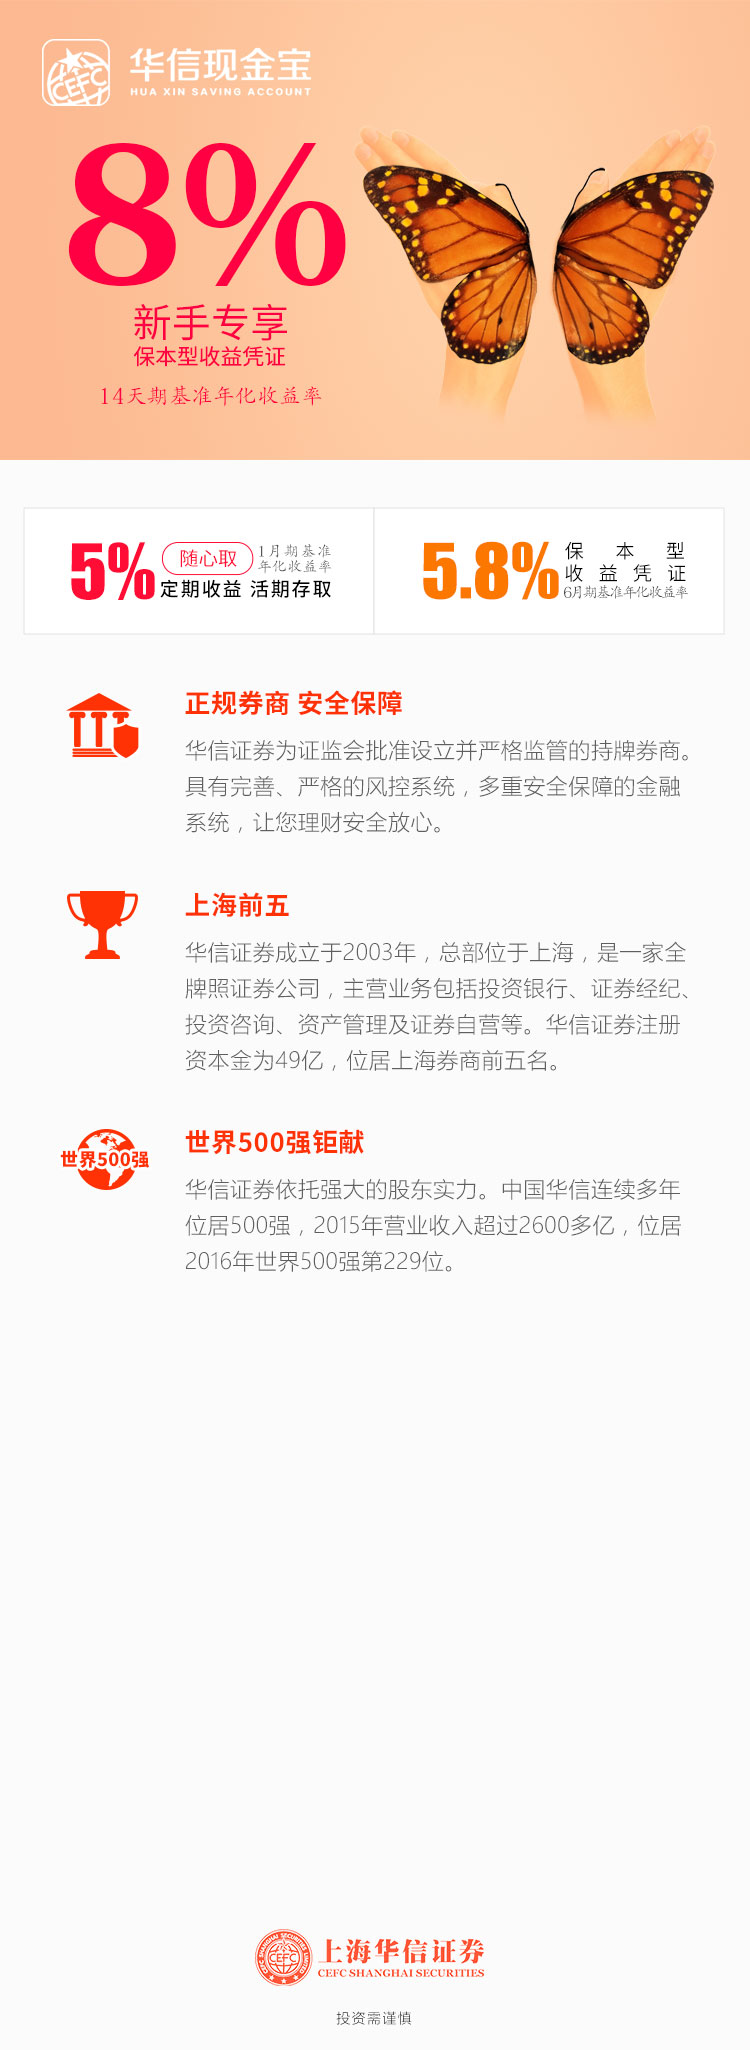 CEFC
华信现金宝
HUA XIN SAVING ACCOUNT
8%
新手专享
保本型收益凭证
14天期基准年化收益率
5%
随心取
1月期基准
年化收益率
定期收益 活期存取
5.8%
保本型
收益凭证
6月期基准年化收益率
正规券商 安全保障
华信证券为证监会批准设立并严格监管的持牌券商。
具有完善、严格的风控系统，多重安全保障的金融
系统，让您理财安全放心。
上海前五
华信证券成立于2003年，总部位于上海，是一家全
牌照证券公司，主营业务包括投资银行、证券经纪、
投资咨询、资产管理及证券自营等。华信证券注册
资本金为49亿，位居上海券商前五名。
世界500强
世界500强钜献
华信证券依托强大的股东实力。中国华信连续多年
位居500强，2015年营业收入超过2600多亿，位居
2016年世界500强第229位。
CEFC SHANGHAI SECURITIES LIMITED
CEFC
上海华信证券
CEFC SHANGHAI SECURITIES
投资需谨慎